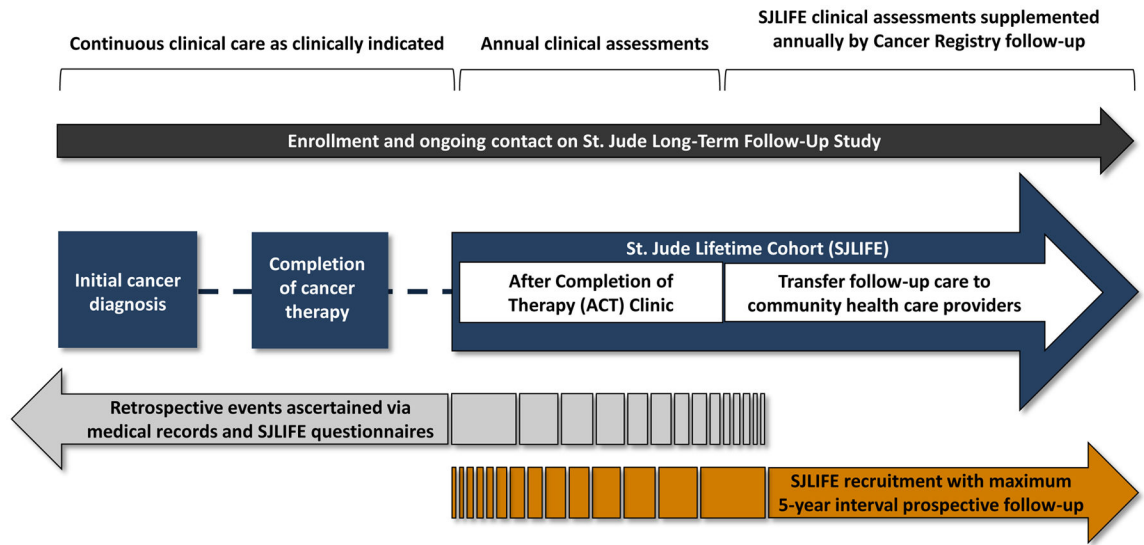 Continuous clinical care as clinically indicated
Annual clinical assessments
SJLIFE clinical assessments supplemented
annually by Cancer Registry follow-up
Enrollment and ongoing contact on St. Jude Long-Term Follow-Up Study
Initial cancer
diagnosis
Completion
of cancer
therapy
St. Jude Lifetime Cohort (SJLIFE)
After Completion of
Therapy (ACT) Clinic
Transfer follow-up care to
community health care providers
Retrospective events ascertained via
medical records and SJLIFE questionnaires
SJLIFE recruitment with maximum
5-year interval prospective follow-up